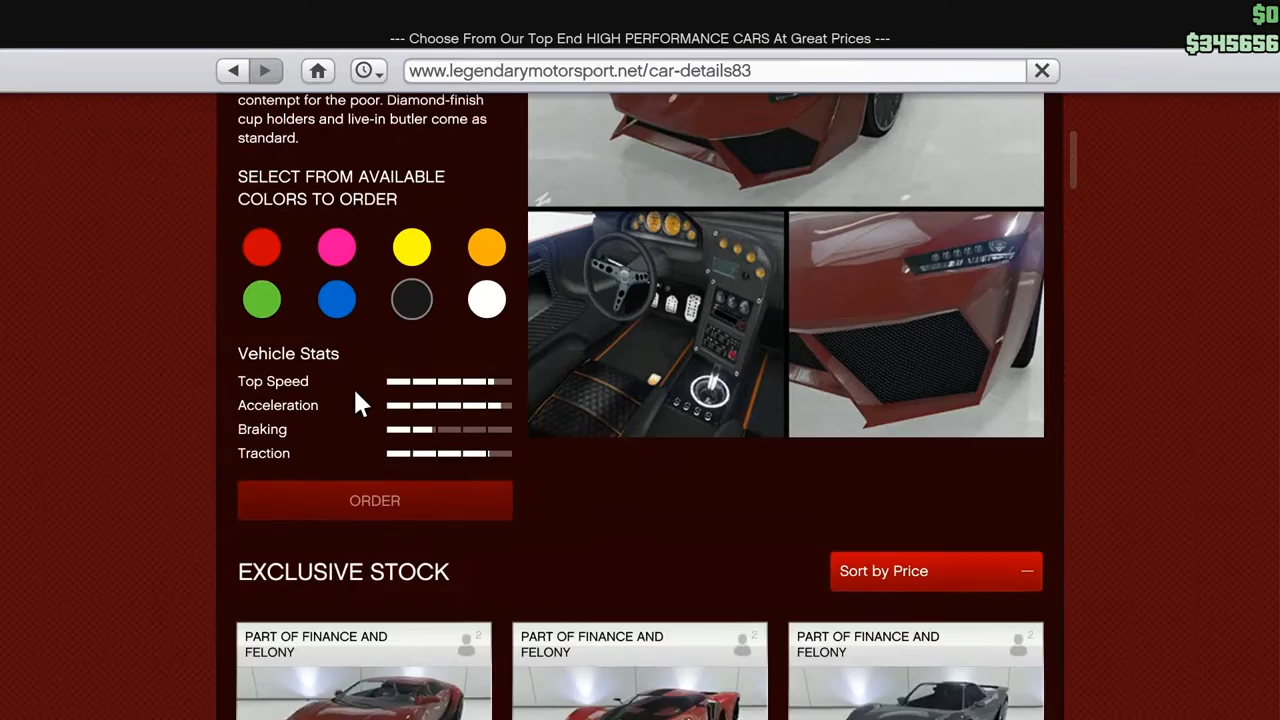 $0
$345656
--- Choose From Our Top End HIGH PERFORMANCE CARS At Great Prices ---
www.legendarymotorsport.net/car-details83
contempt for the poor. Diamond-finish
cup holders and live-in butler come as
standard.
SELECT FROM AVAILABLE
COLORS TO ORDER
Vehicle Stats
Top Speed
Acceleration
Braking
Traction
ORDER
EXCLUSIVE STOCK
Sort by Price
PART OF FINANCE AND
FELONY
2
PART OF FINANCE AND
FELONY
2
PART OF FINANCE AND
FELONY
2